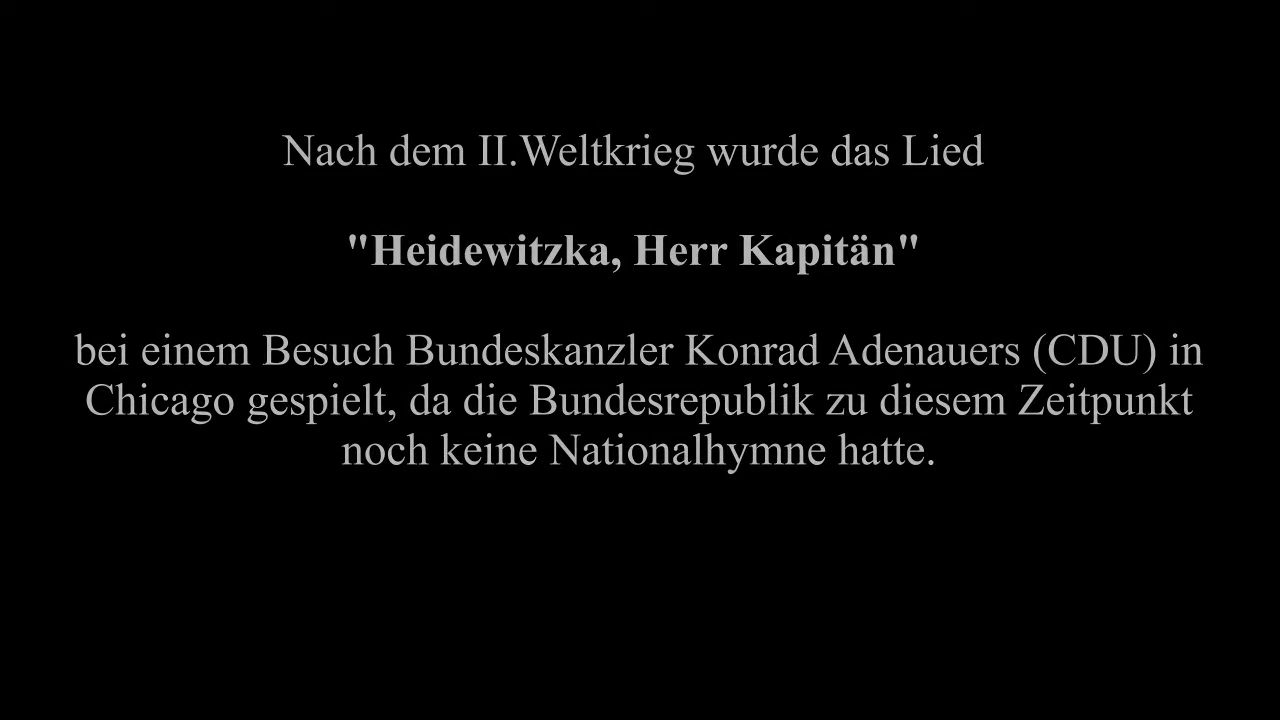 Nach dem II.Weltkrieg wurde das Lied
"Heidewitzka, Herr Kapitän"
bei einem Besuch Bundeskanzler Konrad Adenauers (CDU) in
Chicago gespielt, da die Bundesrepublik zu diesem Zeitpunkt
noch keine Nationalhymne hatte.